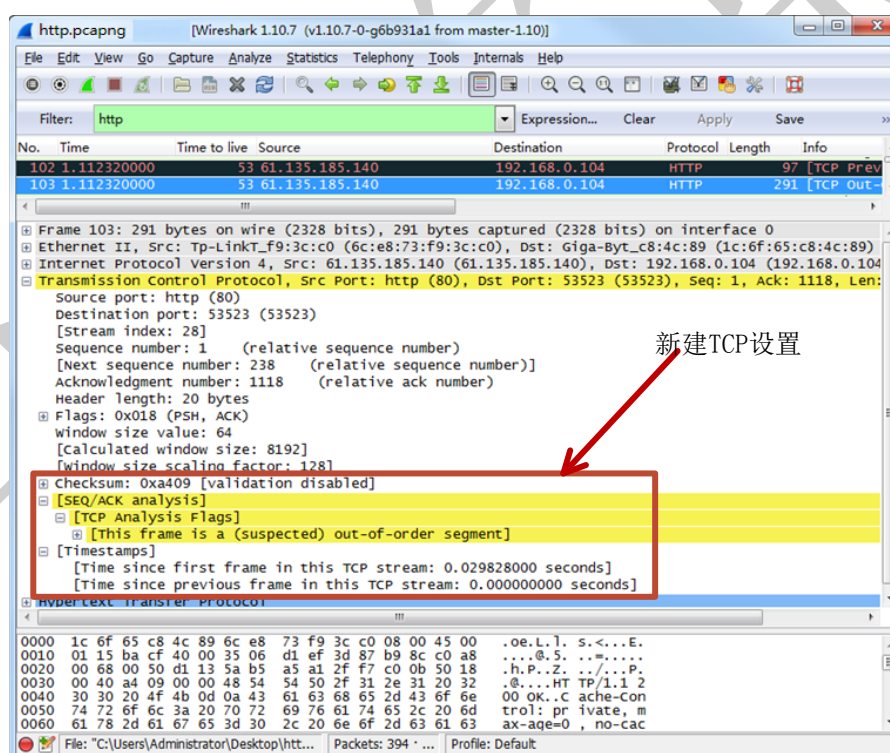 http.pcapng [Wireshark 1.10.7 (v1.10.7-0-g6b931a1 from master-1.10)]
File Edit View Go Capture Analyze Statistics Telephony Tools Internals Help
Filter: http Expression... Clear Apply Save »
No. Time Time to live Source Destination Protocol Length Info
102 1.112320000 53 61.135.185.140 192.168.0.104 HTTP 97 [TCP Prev
103 1.112320000 53 61.135.185.140 192.168.0.104 HTTP 291 [TCP Out-
Frame 103: 291 bytes on wire (2328 bits), 291 bytes captured (2328 bits) on interface 0
Ethernet II, Src: Tp-LinkT_f9:3c:c0 (6c:e8:73:f9:3c:c0), Dst: Giga-Byt_c8:4c:89 (1c:6f:65:c8:4c:89)
Internet Protocol Version 4, Src: 61.135.185.140 (61.135.185.140), Dst: 192.168.0.104 (192.168.0.104
Transmission Control Protocol, Src Port: http (80), Dst Port: 53523 (53523), Seq: 1, Ack: 1118, Len:
Source port: http (80)
Destination port: 53523 (53523)
[Stream index: 28]
新建TCP设置
Sequence number: 1 (relative sequence number)
[Next sequence number: 238 (relative sequence number)]
Acknowledgment number: 1118 (relative ack number)
Header length: 20 bytes
Flags: 0x018 (PSH, ACK)
Window size value: 64
[Calculated window size: 8192]
[Window size scaling factor: 128]
Checksum: 0xa409 [validation disabled]
[SEQ/ACK analysis]
[TCP Analysis Flags]
[This frame is a (suspected) out-of-order segment]
[Timestamps]
[Time since first frame in this TCP stream: 0.029828000 seconds]
[Time since previous frame in this TCP stream: 0.000000000 seconds]
Hypertext Transfer Protocol
0000 1c 6f 65 c8 4c 89 6c e8 73 f9 3c c0 08 00 45 00 .oe.L.l. s.<...E.
0010 01 15 ba cf 40 00 35 06 d1 ef 3d 87 b9 8c c0 a8 ....@.5. ..=.....
0020 00 68 00 50 d1 13 5a b5 a5 a1 2f f7 c0 0b 50 18 .h.P..Z. ../...P.
0030 00 40 a4 09 00 00 48 54 54 50 2f 31 2e 31 20 32 .@....HT TP/1.1 2
0040 30 30 20 4f 4b 0d 0a 43 61 63 68 65 2d 43 6f 6e 00 OK..C ache-Con
0050 74 72 6f 6c 3a 20 70 72 69 76 61 74 65 2c 20 6d trol: pr ivate, m
0060 61 78 2d 61 67 65 3d 30 2c 20 6e 6f 2d 63 61 63 ax-age=0 , no-cac
File: "C:\Users\Administrator\Desktop\htt... Packets: 394 · ... Profile: Default